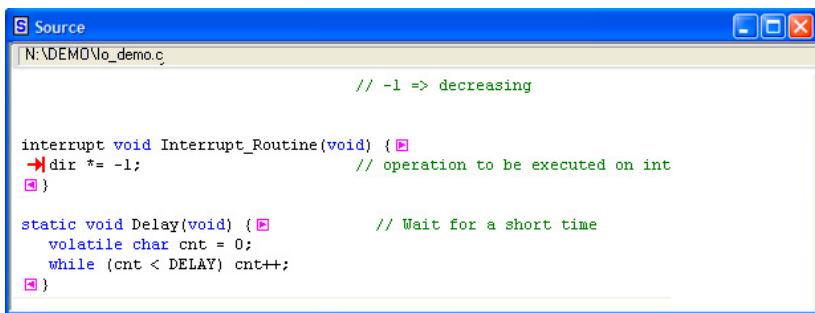 S Source
N:\DEMO\Io_demo.c
// -1 => decreasing
interrupt void Interrupt_Routine(void) {
dir *= -1; // operation to be executed on int
}
static void Delay(void) { // Wait for a short time
volatile char cnt = 0;
while (cnt < DELAY) cnt++;
}